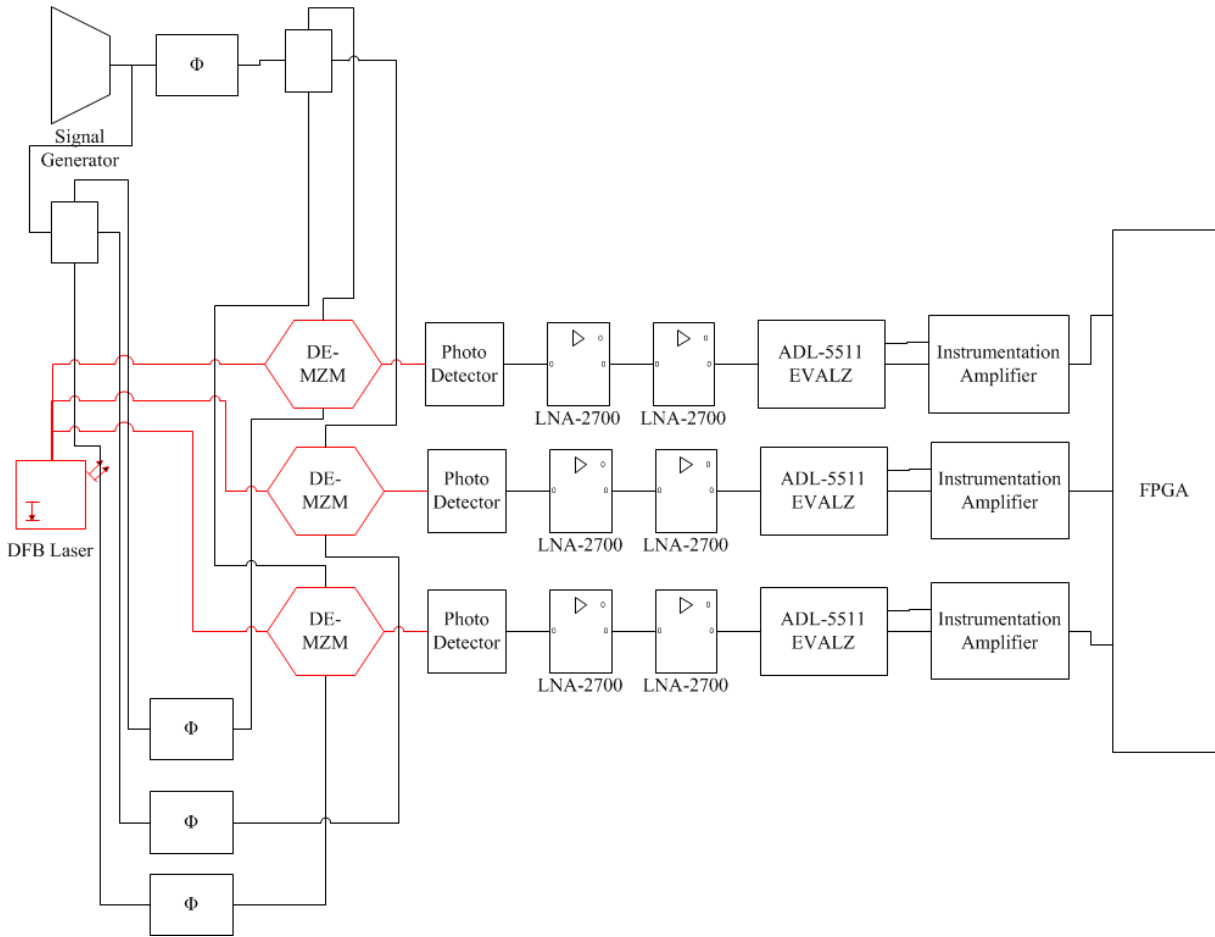 Φ
Signal
Generator
DE-
MZM
Photo
Detector
LNA-2700
LNA-2700
ADL-5511
EVALZ
Instrumentation
Amplifier
DFB Laser
DE-
MZM
Photo
Detector
LNA-2700
LNA-2700
ADL-5511
EVALZ
Instrumentation
Amplifier
FPGA
DE-
MZM
Photo
Detector
LNA-2700
LNA-2700
ADL-5511
EVALZ
Instrumentation
Amplifier
Φ
Φ
Φ